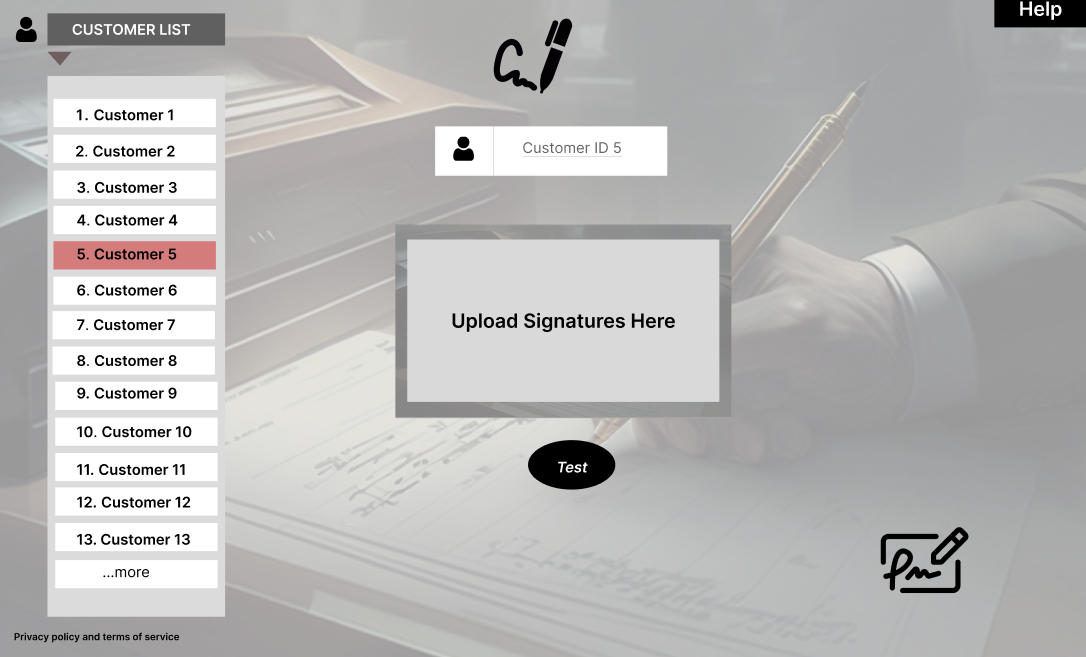 CUSTOMER LIST
Help
1. Customer 1
2. Customer 2
3. Customer 3
4. Customer 4
5. Customer 5
6. Customer 6
7. Customer 7
8. Customer 8
9. Customer 9
10. Customer 10
11. Customer 11
12. Customer 12
13. Customer 13
...more
Customer ID 5
Upload Signatures Here
Test
Privacy policy and terms of service